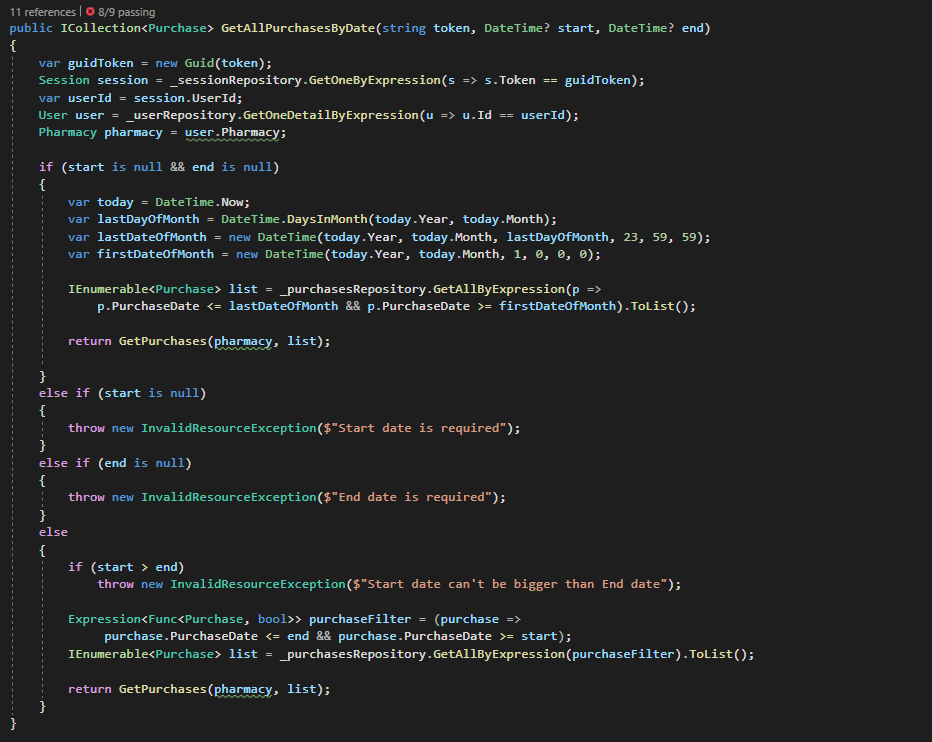 11 references | 8/9 passing
public ICollection<Purchase> GetAllPurchasesByDate(string token, DateTime? start, DateTime? end)
{
    var guidToken = new Guid(token);
    Session session = _sessionRepository.GetOneByExpression(s => s.Token == guidToken);
    var userId = session.UserId;
    User user = _userRepository.GetOneDetailByExpression(u => u.Id == userId);
    Pharmacy pharmacy = user.Pharmacy;
    if (start is null && end is null)
    {
        var today = DateTime.Now;
        var lastDayOfMonth = DateTime.DaysInMonth(today.Year, today.Month);
        var lastDateOfMonth = new DateTime(today.Year, today.Month, lastDayOfMonth, 23, 59, 59);
        var firstDateOfMonth = new DateTime(today.Year, today.Month, 1, 0, 0, 0);
        IEnumerable<Purchase> list = _purchasesRepository.GetAllByExpression(p =>
            p.PurchaseDate <= lastDateOfMonth && p.PurchaseDate >= firstDateOfMonth).ToList();
        return GetPurchases(pharmacy, list);
    }
    else if (start is null)
    {
        throw new InvalidResourceException($"Start date is required");
    }
    else if (end is null)
    {
        throw new InvalidResourceException($"End date is required");
    }
    else
    {
        if (start > end)
            throw new InvalidResourceException($"Start date can't be bigger than End date");
        Expression<Func<Purchase, bool>> purchaseFilter = (purchase =>
             purchase.PurchaseDate <= end && purchase.PurchaseDate >= start);
        IEnumerable<Purchase> list = _purchasesRepository.GetAllByExpression(purchaseFilter).ToList();
        return GetPurchases(pharmacy, list);
    }
}